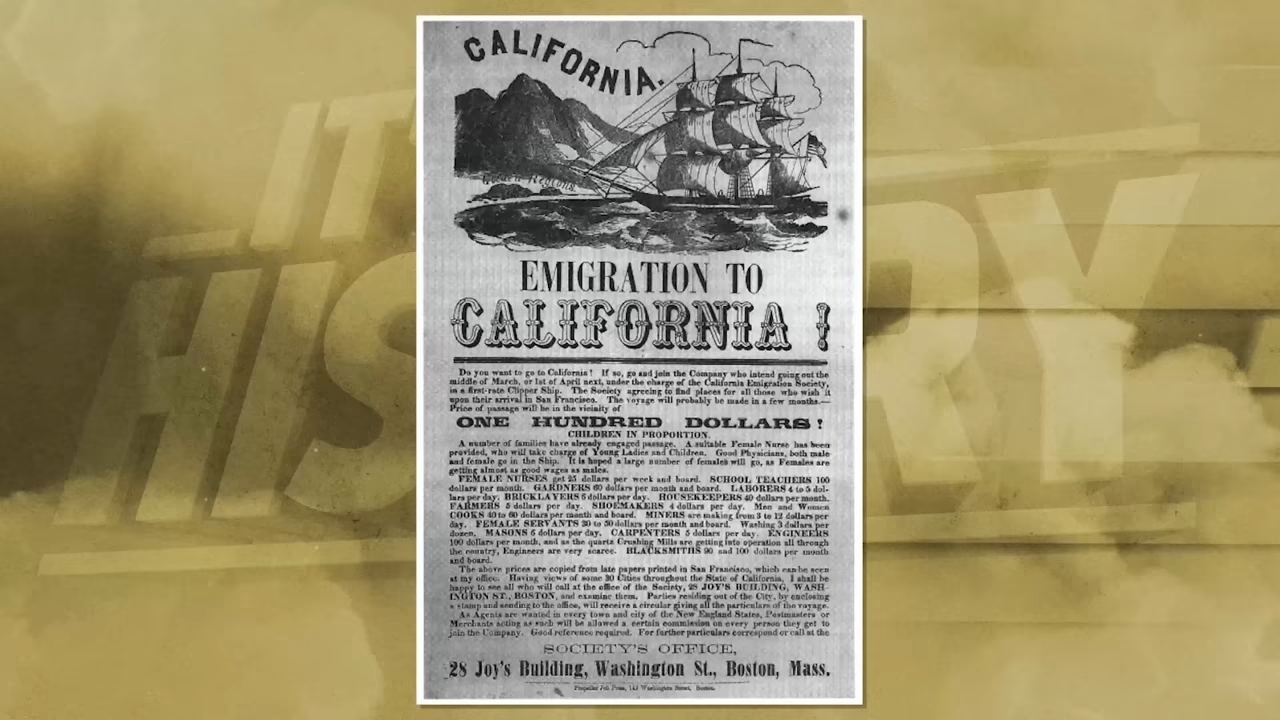 CALIFORNIA.
Regions
EMIGRATION TO
CALIFORNIA !
Do you want to go to California ? If so, go and join the Company who intend going out the
middle of March, or 1st of April next, under the charge of the California Emigration Society,
in a first-rate Clipper Ship. The Society agreeing to find places for all those who wish it
upon their arrival in San Francisco. The voyage will probably be made in a few months.—
Price of passage will be in the vicinity of
ONE HUNDRED DOLLARS !
CHILDREN IN PROPORTION.
A number of families have already engaged passage. A suitable Female Nurse has been
provided, who will take charge of Young Ladies and Children. Good Physicians, both male
and female go in the Ship. It is hoped a large number of females will go, as Females are
getting almost as good wages as males.
FEMALE NURSES get 25 dollars per week and board. SCHOOL TEACHERS 100
dollars per month. GARDNERS 60 dollars per month and board. LABORERS 4 to 5 dol-
lars per day. BRICKLAYERS 6 dollars per day. HOUSEKEEPERS 40 dollars per month.
FARMERS 5 dollars per day. SHOEMAKERS 4 dollars per day. Men and Women
COOKS 40 to 60 dollars per month and board. MINERS are making from 3 to 12 dollars per
day. FEMALE SERVANTS 30 to 50 dollars per month and board. Washing 3 dollars per
dozen. MASONS 6 dollars per day. CARPENTERS 5 dollars per day. ENGINEERS
100 dollars per month, and as the quartz Crushing Mills are getting into operation all through
the country, Engineers are very scarce. BLACKSMITHS 90 and 100 dollars per month
and board.
The above prices are copied from late papers printed in San Francisco, which can be seen
at my office. Having views of some 30 Cities throughout the State of California, I shall be
happy to see all who will call at the office of the Society, 28 JOY'S BUILDING, WASH-
INGTON ST., BOSTON, and examine them. Parties residing out of the City, by enclosing
a stamp and sending to the office, will receive a circular giving all the particulars of the voyage.
As Agents are wanted in every town and city of the New England States, Postmasters or
Merchants acting as such will be allowed a certain commission on every person they get to
join the Company. Good reference required. For further particulars correspond or call at the
SOCIETY'S OFFICE,
28 Joy's Building, Washington St., Boston, Mass.
Propeller Job Press, 142 Washington Street, Boston.